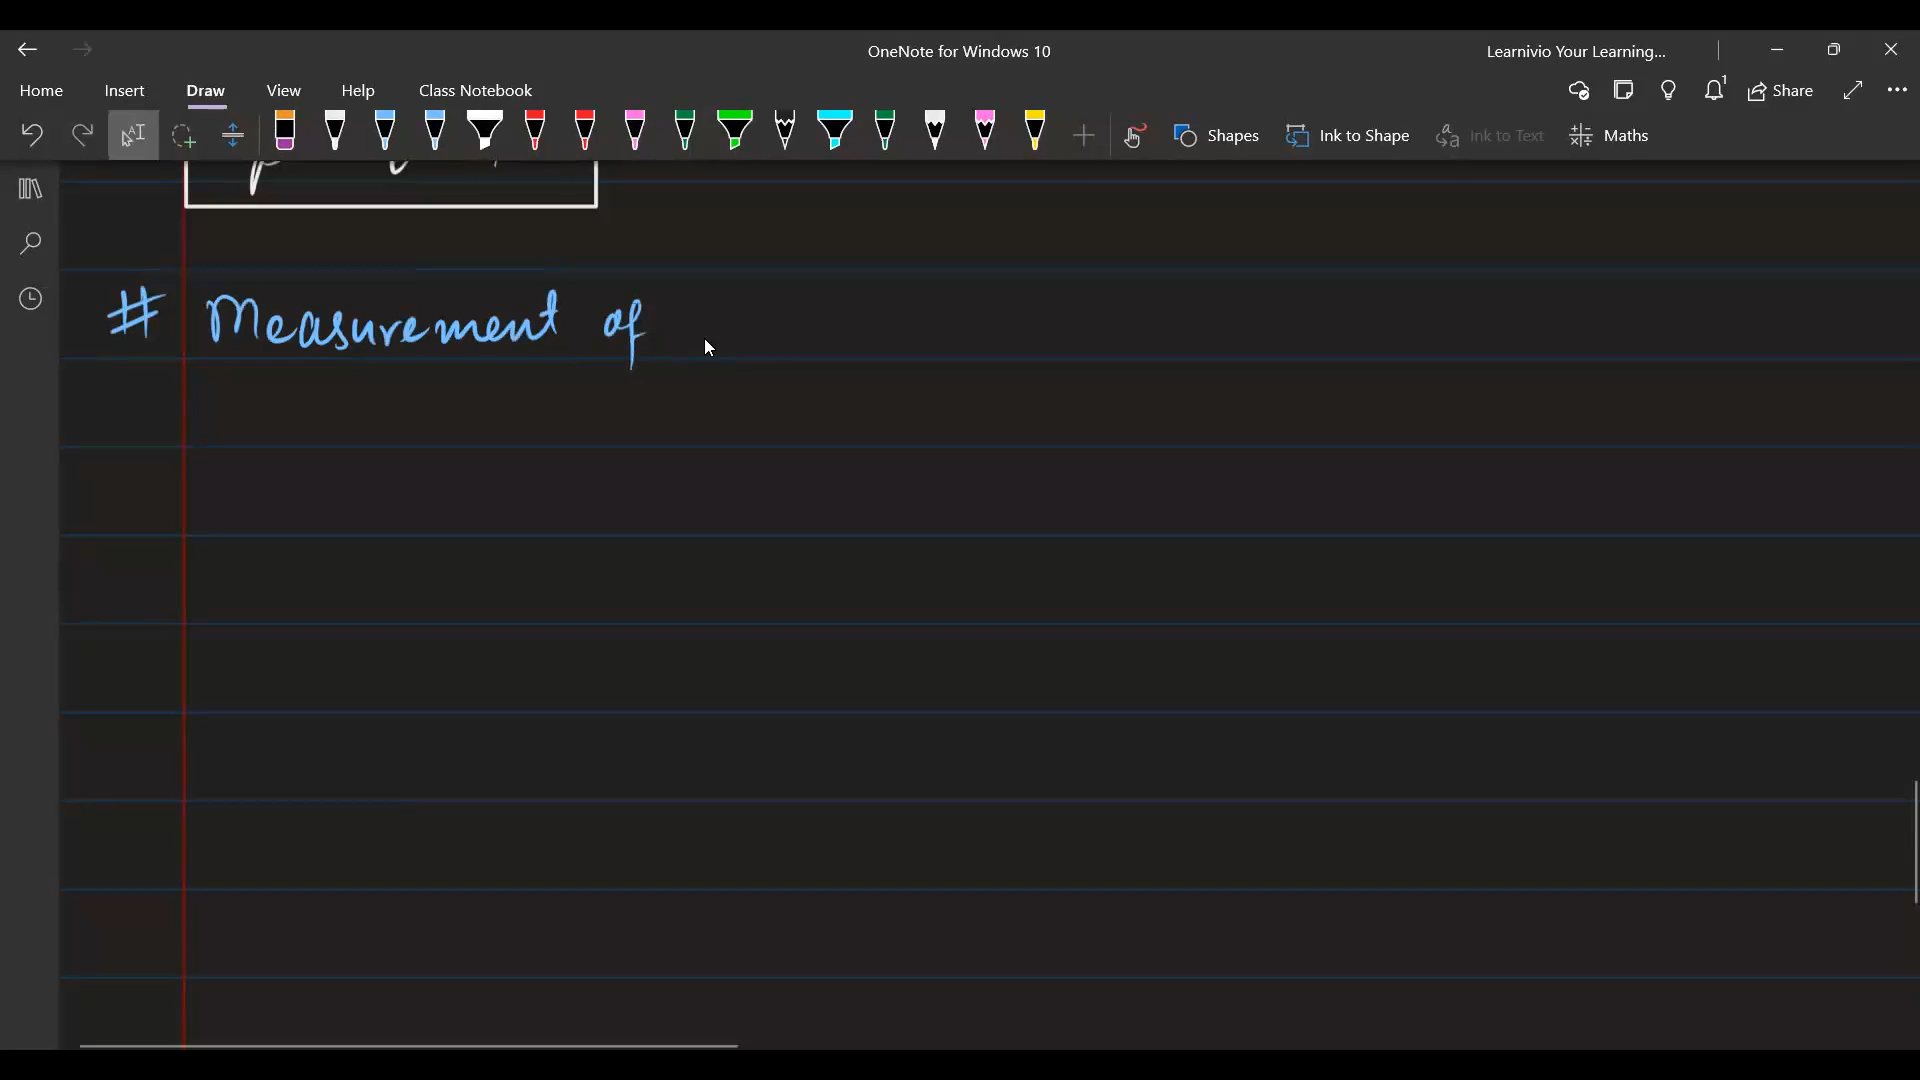 OneNote for Windows 10
Learnivio Your Learning...
Home Insert Draw View Help Class Notebook
1
Share
Shapes Ink to Shape Ink to Text Maths
# Measurement of